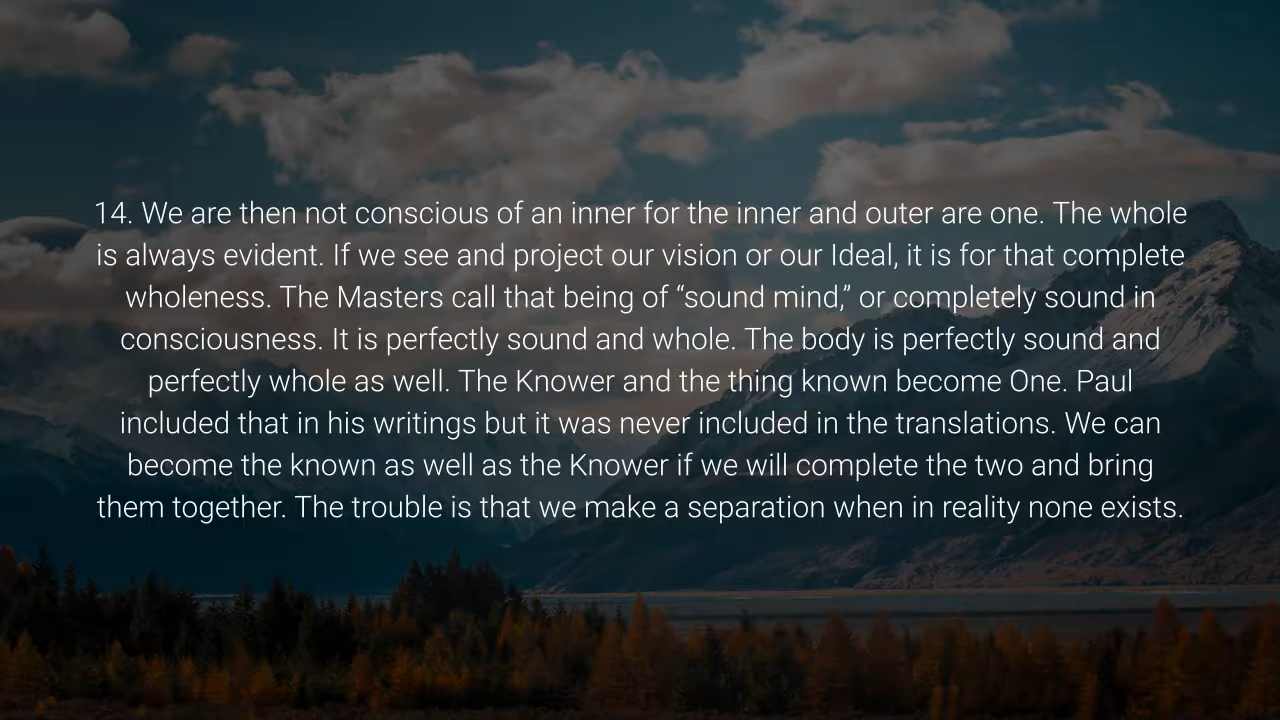 14. We are then not conscious of an inner for the inner and outer are one. The whole
is always evident. If we see and project our vision or our Ideal, it is for that complete
wholeness. The Masters call that being of “sound mind,” or completely sound in
consciousness. It is perfectly sound and whole. The body is perfectly sound and
perfectly whole as well. The Knower and the thing known become One. Paul
included that in his writings but it was never included in the translations. We can
become the known as well as the Knower if we will complete the two and bring
them together. The trouble is that we make a separation when in reality none exists.